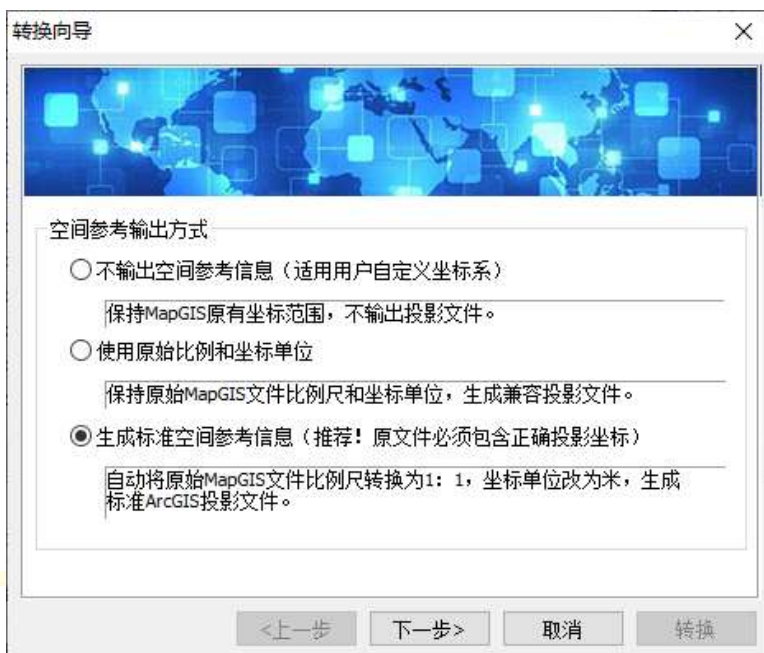 转换向导
空间参考输出方式
不输出空间参考信息（适用用户自定义坐标系）
保持MapGIS原有坐标范围，不输出投影文件。
使用原始比例和坐标单位
保持原始MapGIS文件比例尺和坐标单位，生成兼容投影文件。
生成标准空间参考信息（推荐！原文件必须包含正确投影坐标）
自动将原始MapGIS文件比例尺转换为1：1，坐标单位改为米，生成
标准ArcGIS投影文件。
<上一步 下一步> 取消 转换